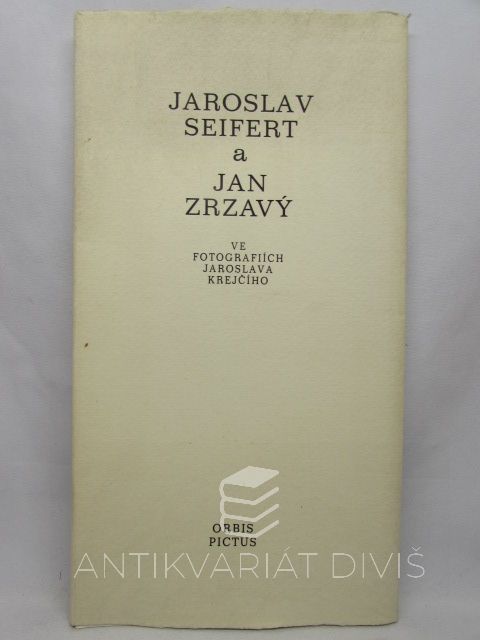 JAROSLAV
SEIFERT
a
JAN
ZRZAVÝ
VE
FOTOGRAFIÍCH
JAROSLAVA
KREJČÍHO
ORBIS
PICTUS
ANTIKVARIÁT DIVIŠ